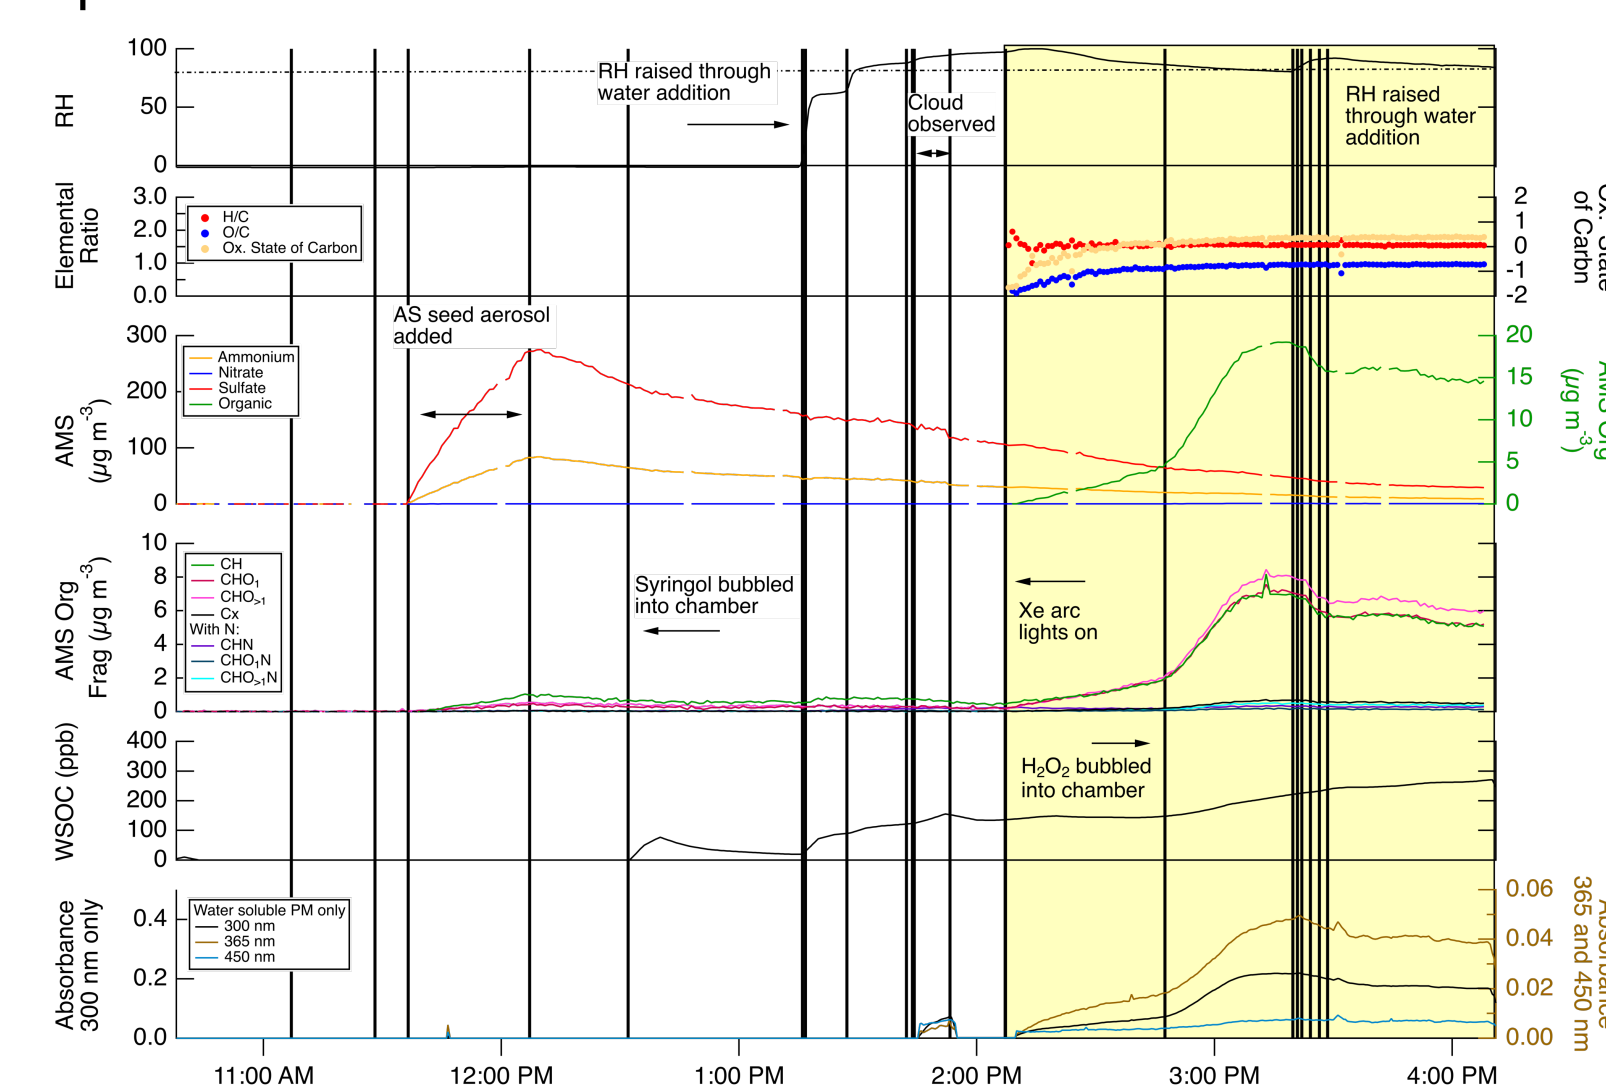 100
50
0
RH
RH raised through
water addition
Cloud
observed
RH raised
through water
addition
3.0
2.0
1.0
0.0
Elemental
Ratio
H/C
O/C
Ox. State of Carbon
2
1
0
-1
-2
of Carbn
AS seed aerosol
added
300
200
100
0
AMS
(µg m-3)
Ammonium
Nitrate
Sulfate
Organic
20
15
10
5
0
(µg m-3)
10
8
6
4
2
0
AMS Org
Frag (µg m-3)
CH
CHO1
CHO>1
Cx
With N:
CHN
CHO1N
CHO>1N
Syringol bubbled
into chamber
Xe arc
lights on
400
300
200
100
0
WSOC (ppb)
H2O2 bubbled
into chamber
0.4
0.2
0.0
Absorbance
300 nm only
Water soluble PM only
300 nm
365 nm
450 nm
0.06
0.04
0.02
0.00
365 and 450 nm
11:00 AM
12:00 PM
1:00 PM
2:00 PM
3:00 PM
4:00 PM